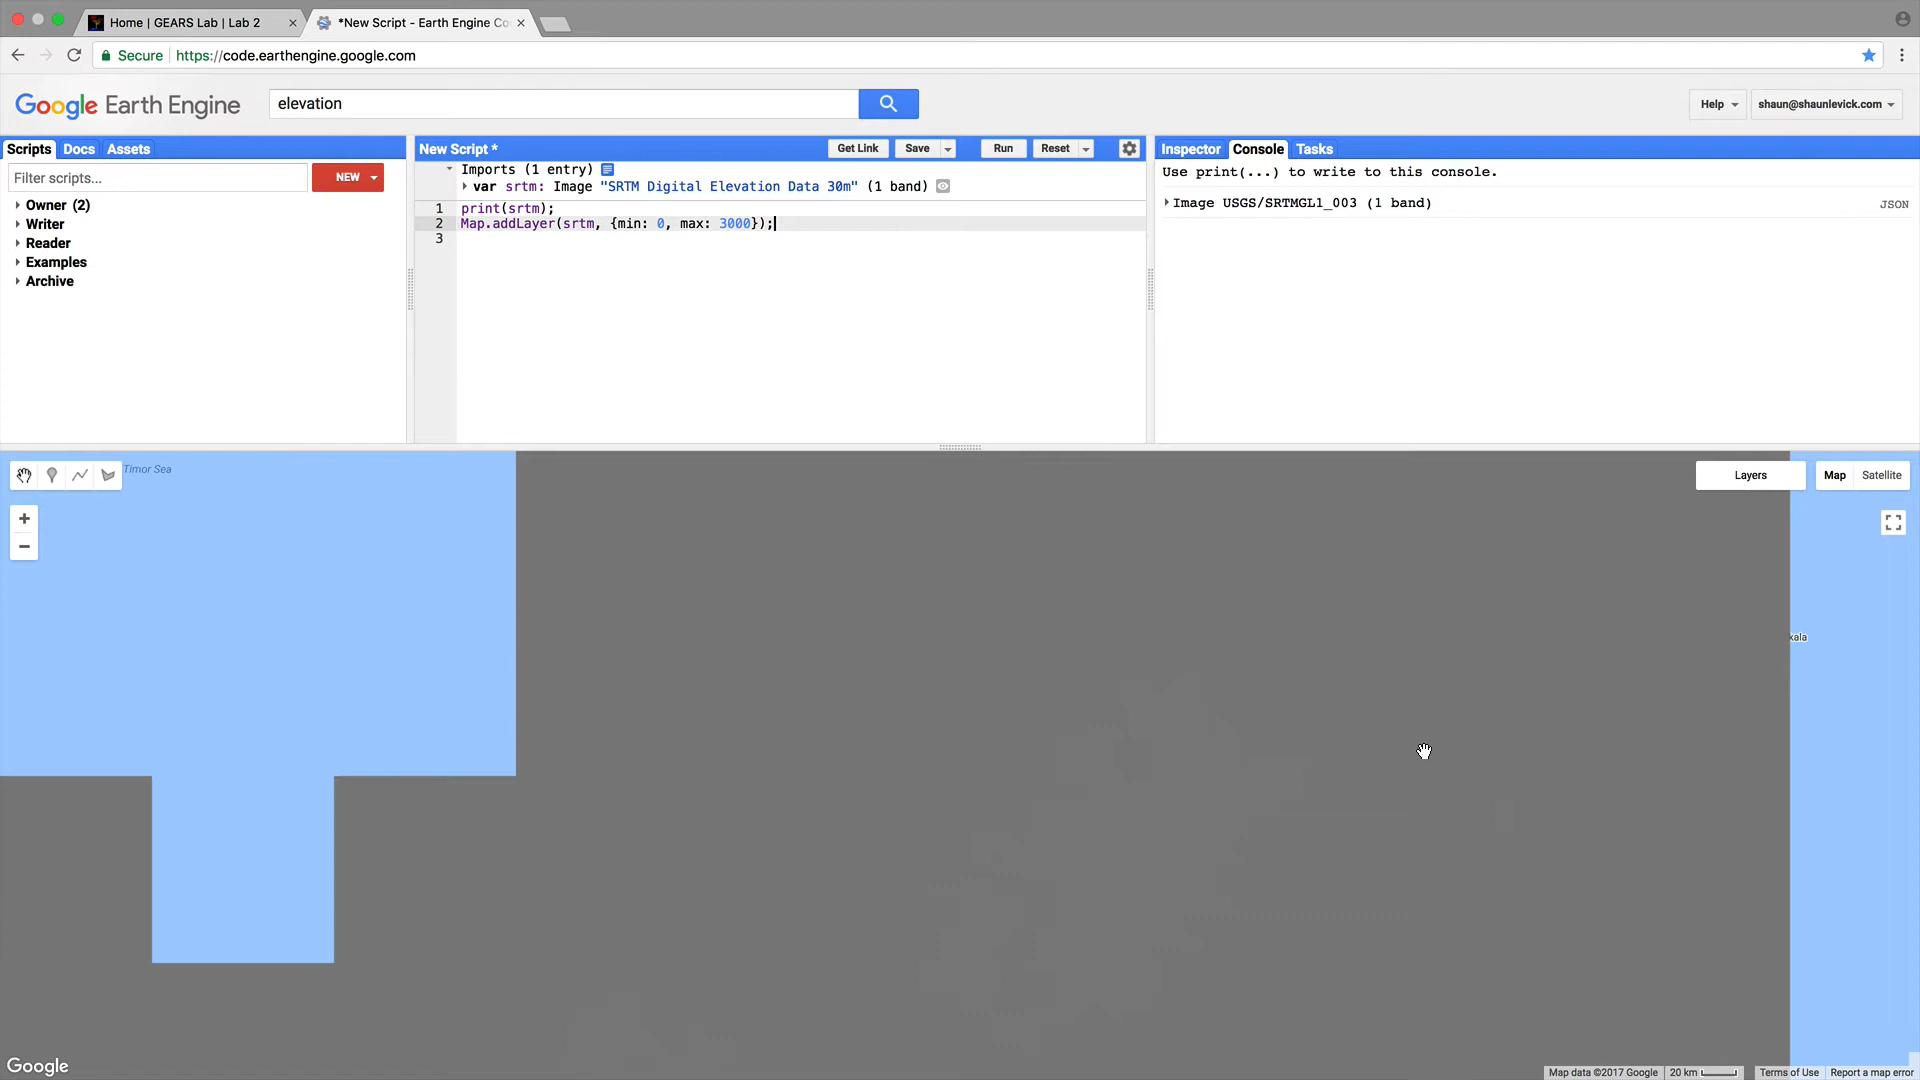 Home | GEARS Lab | Lab 2
*New Script - Earth Engine Co
Secure https://code.earthengine.google.com
Google Earth Engine
elevation
Help
shaun@shaunlevick.com
Scripts Docs Assets
Filter scripts...
NEW
Owner (2)
Writer
Reader
Examples
Archive
New Script *
Get Link Save Run Reset
Imports (1 entry)
var srtm: Image "SRTM Digital Elevation Data 30m" (1 band)
1 print(srtm);
2 Map.addLayer(srtm, {min: 0, max: 3000});
3
Inspector Console Tasks
Use print(...) to write to this console.
Image USGS/SRTMGL1_003 (1 band)
JSON
Timor Sea
Layers
Map Satellite
+
−
kala
Google
Map data ©2017 Google 20 km Terms of Use Report a map error